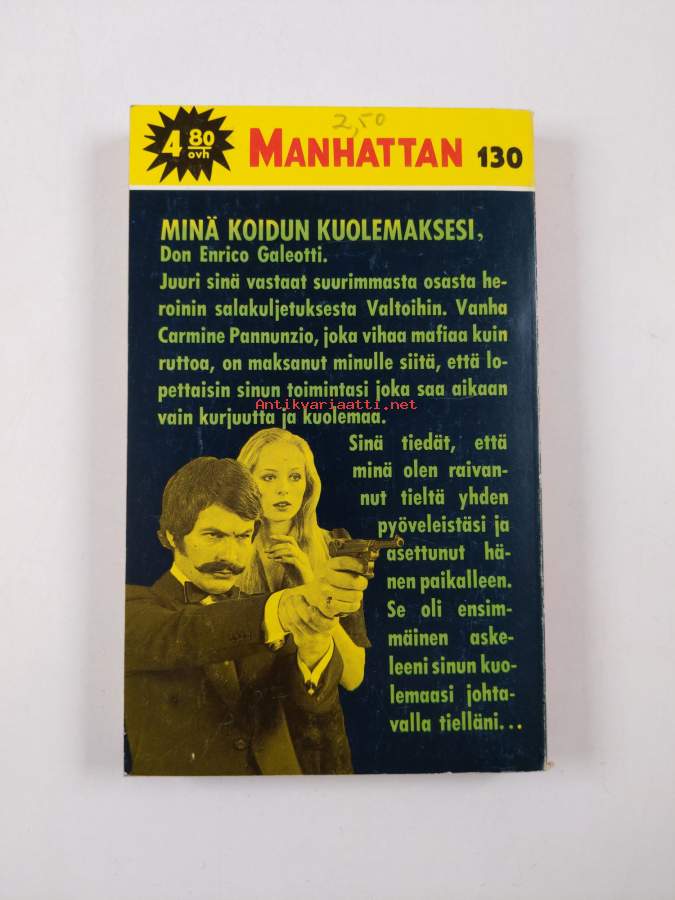 2,50
4 80 ovh
MANHATTAN 130
MINÄ KOIDUN KUOLEMAKSESI,
Don Enrico Galeotti.
Juuri sinä vastaat suurimmasta osasta he-
roinin salakuljetuksesta Valtoihin. Vanha
Carmine Pannunzio, joka vihaa mafiaa kuin
ruttoa, on maksanut minulle siitä, että lo-
pettaisin sinun toimintasi joka saa aikaan
Antikvariaatti.net
vain kurjuutta ja kuolemaa.
Sinä tiedät, että
minä olen raivan-
nut tieltä yhden
pyöveleistäsi ja
asettunut hä-
nen paikalleen.
Se oli ensim-
mäinen aske-
leeni sinun kuo-
lemaasi johta-
valla tielläni...